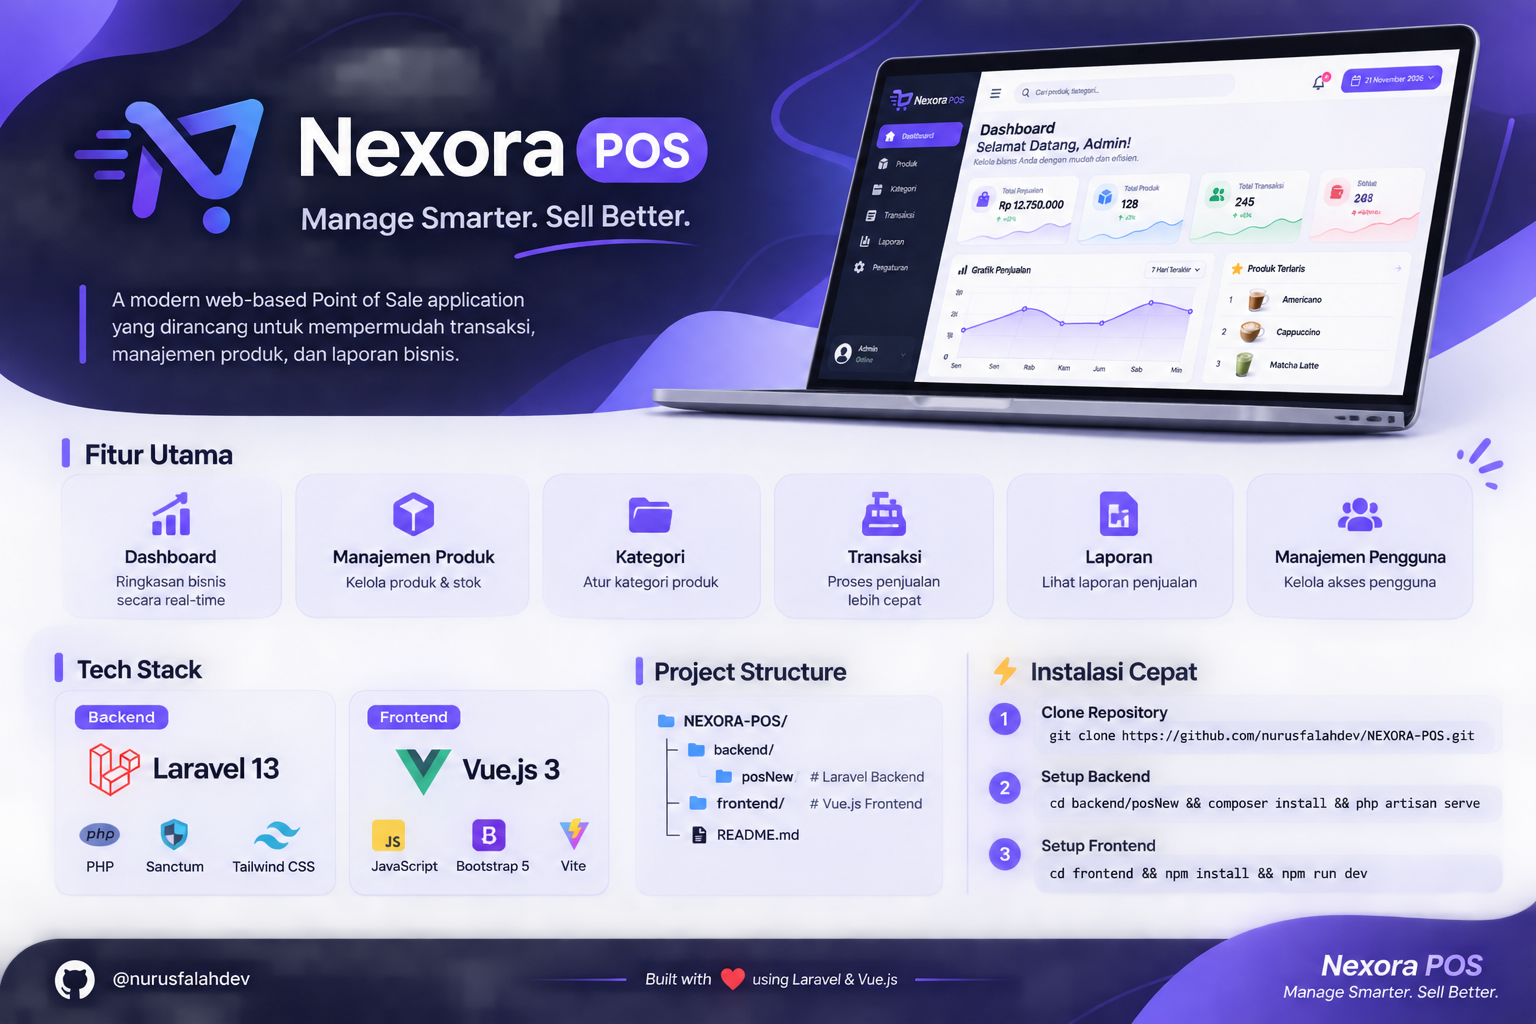 Nexora POS
Manage Smarter. Sell Better.
A modern web-based Point of Sale application
yang dirancang untuk mempermudah transaksi,
manajemen produk, dan laporan bisnis.
Nexora POS
Cari produk, kategori...
21 November 2026
Dashboard
Produk
Kategori
Transaksi
Laporan
Pengaturan
Admin
Online
Dashboard
Selamat Datang, Admin!
Kelola bisnis Anda dengan mudah dan efisien.
Total Penjualan
Rp 12.750.000
Total Produk
128
Total Transaksi
245
Grafik Penjualan
7 Hari Terakhir
Sen
Sen
Rab
Kam
Jum
Sab
Min
Produk Terlaris
1 Americano
2 Cappuccino
3 Matcha Latte
Fitur Utama
Dashboard
Ringkasan bisnis
secara real-time
Manajemen Produk
Kelola produk & stok
Kategori
Atur kategori produk
Transaksi
Proses penjualan
lebih cepat
Laporan
Lihat laporan penjualan
Manajemen Pengguna
Kelola akses pengguna
Tech Stack
Backend
Laravel 13
php
PHP
Sanctum
Tailwind CSS
Frontend
Vue.js 3
JS
JavaScript
B
Bootstrap 5
Vite
Project Structure
NEXORA-POS/
backend/
posNew # Laravel Backend
frontend/ # Vue.js Frontend
README.md
Instalasi Cepat
1 Clone Repository
git clone https://github.com/nurusfalahdev/NEXORA-POS.git
2 Setup Backend
cd backend/posNew && composer install && php artisan serve
3 Setup Frontend
cd frontend && npm install && npm run dev
@nurusfalahdev
Built with ❤ using Laravel & Vue.js
Nexora POS
Manage Smarter. Sell Better.